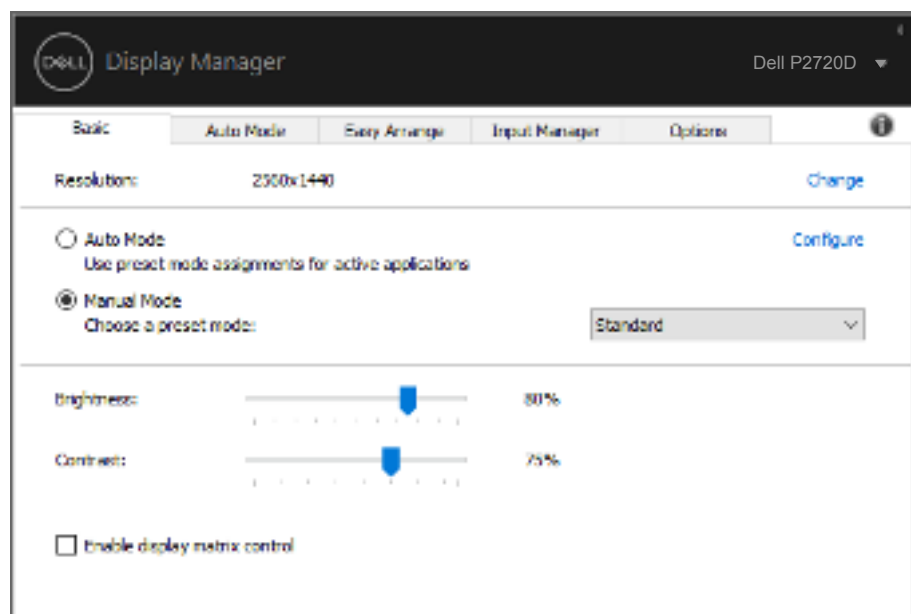 DELL Display Manager
Dell P2720D
Basic Auto Mode Easy Arrange Input Manager Options
Resolution: 2560x1440 Change
Auto Mode Configure
Use preset mode assignments for active applications
Manual Mode
Choose a preset mode: Standard
Brightness: 80%
Contrast: 75%
Enable display matrix control